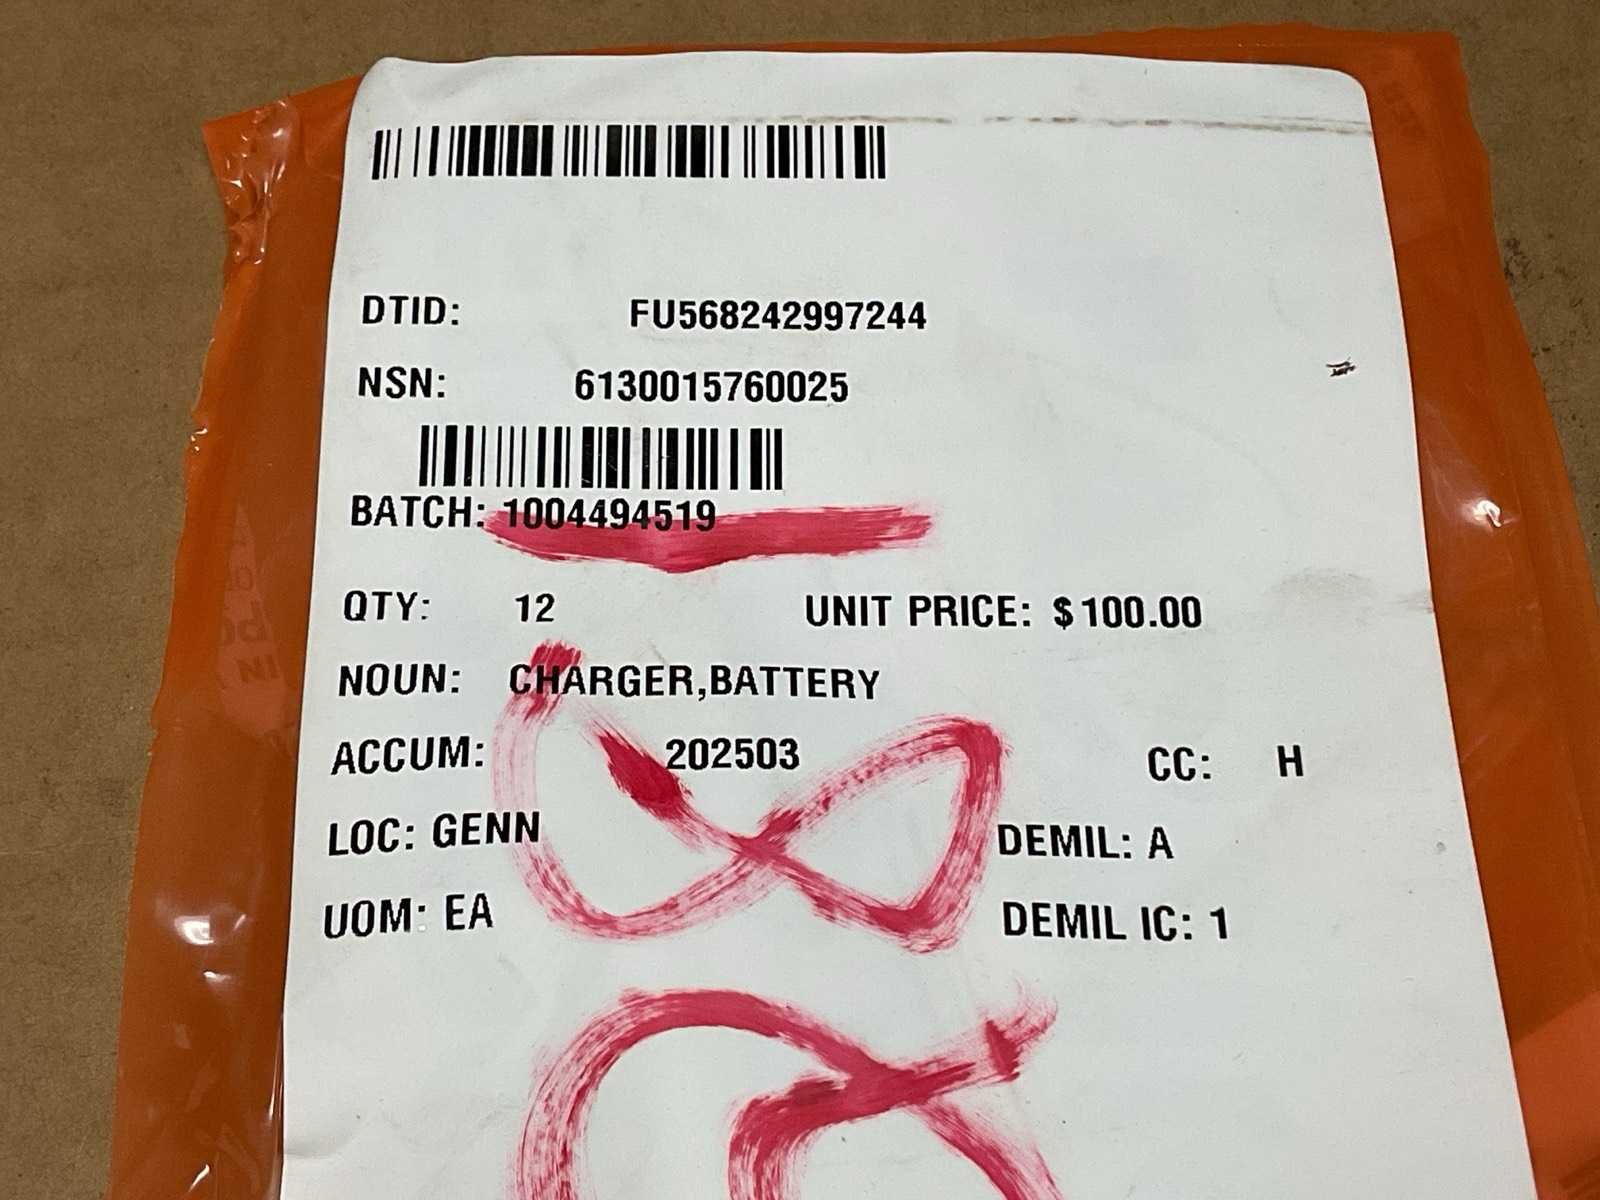 DTID: FU568242997244
NSN: 6130015760025
BATCH: 1004494519
QTY: 12 UNIT PRICE: $100.00
NOUN: CHARGER,BATTERY
ACCUM: 202503 CC: H
LOC: GENN DEMIL: A
UOM: EA DEMIL IC: 1